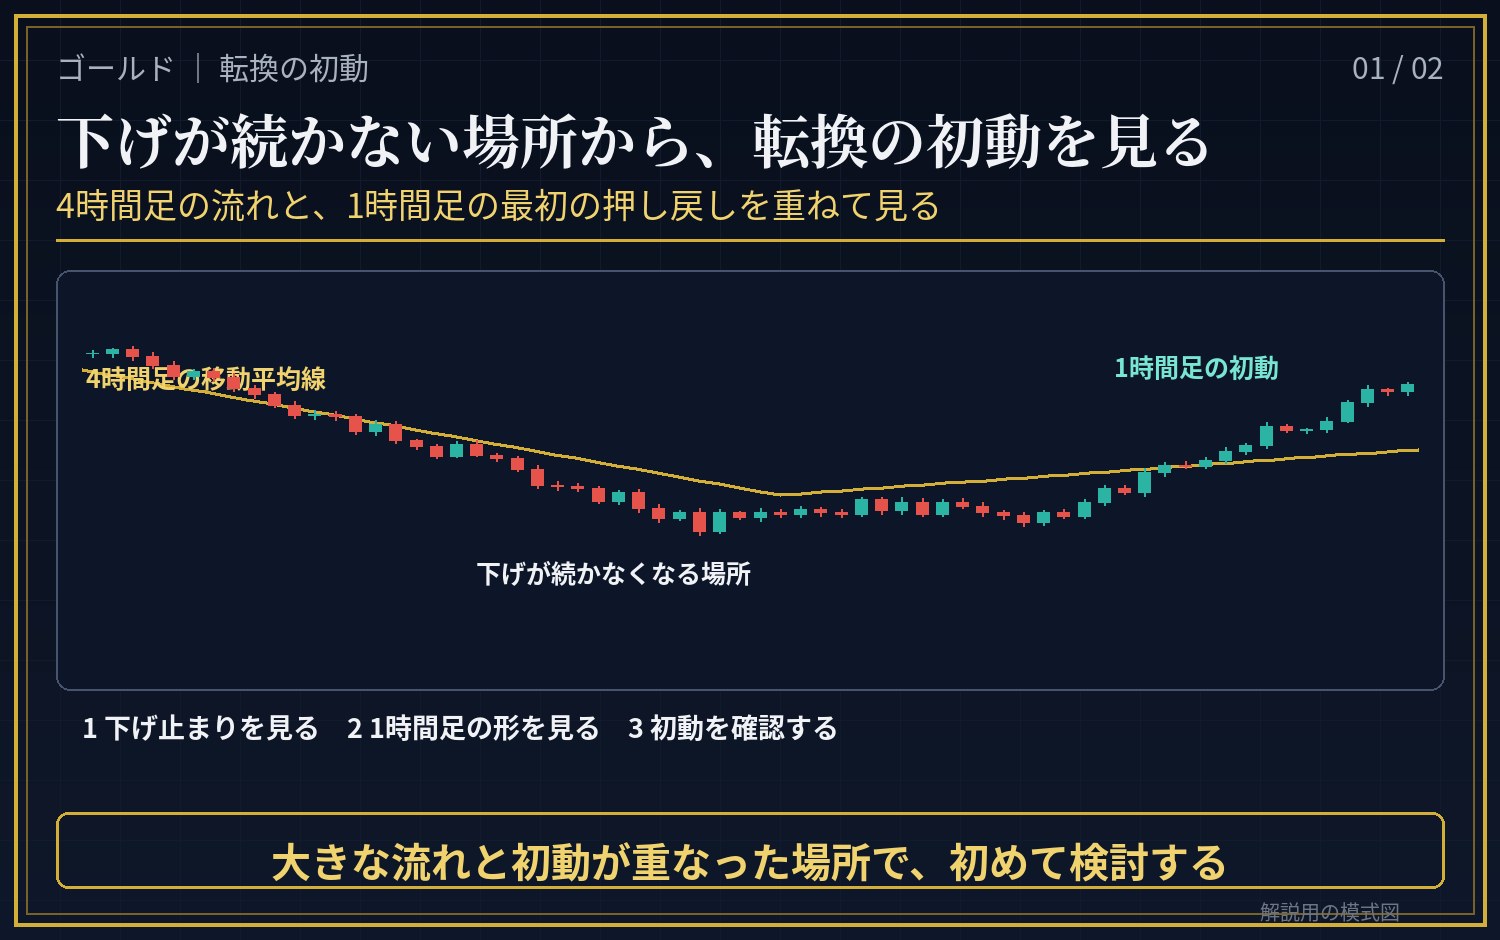 ゴールド ｜ 転換の初動
01 / 02
下げが続かない場所から、転換の初動を見る
4時間足の流れと、1時間足の最初の押し戻しを重ねて見る
4時間足の移動平均線
1時間足の初動
下げが続かなくなる場所
1 下げ止まりを見る 2 1時間足の形を見る 3 初動を確認する
大きな流れと初動が重なった場所で、初めて検討する
解説用の模式図